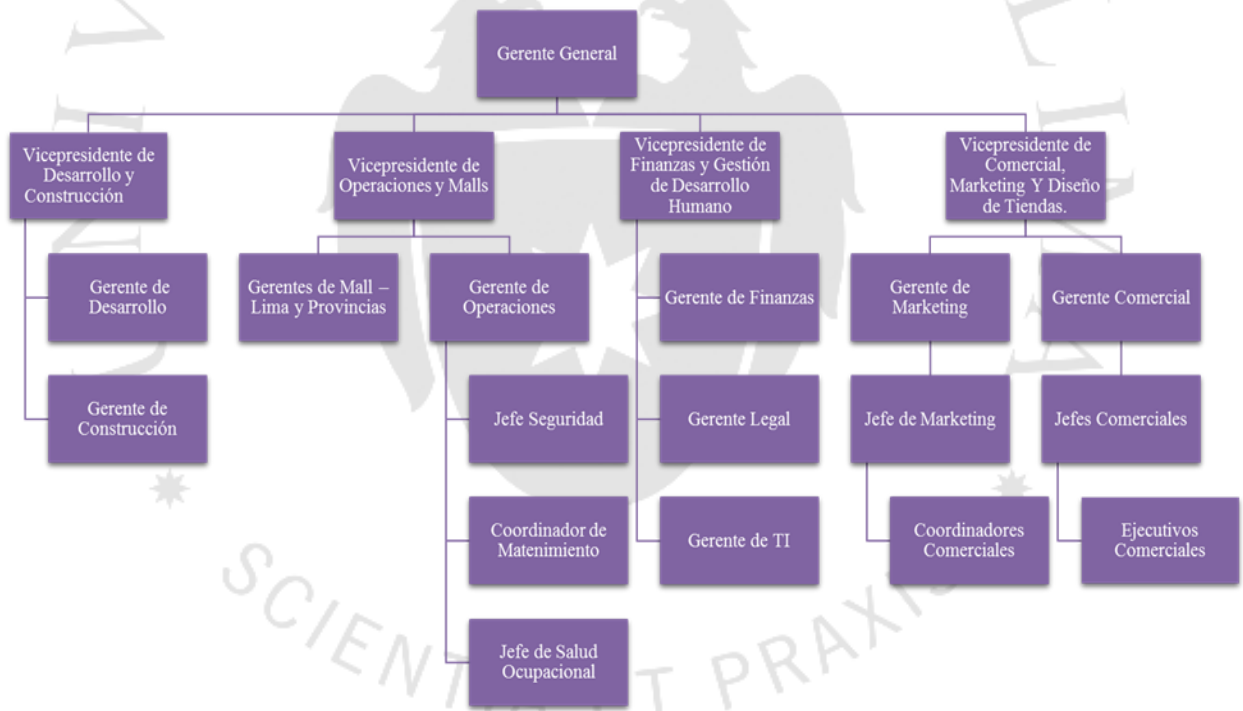 Gerente General
Vicepresidente de
Desarrollo y
Construcción
Vicepresidente de
Operaciones y Malls
Vicepresidente de
Finanzas y Gestión
de Desarrollo
Humano
Vicepresidente de
Comercial,
Marketing Y Diseño
de Tiendas.
Gerente de
Desarrollo
Gerentes de Mall –
Lima y Provincias
Gerente de
Operaciones
Gerente de Finanzas
Gerente de
Marketing
Gerente Comercial
Gerente de
Construcción
Jefe Seguridad
Gerente Legal
Jefe de Marketing
Jefes Comerciales
Coordinador de
Matenimiento
Gerente de TI
Coordinadores
Comerciales
Ejecutivos
Comerciales
Jefe de Salud
Ocupacional
SCIENTIA ET PRAXIS